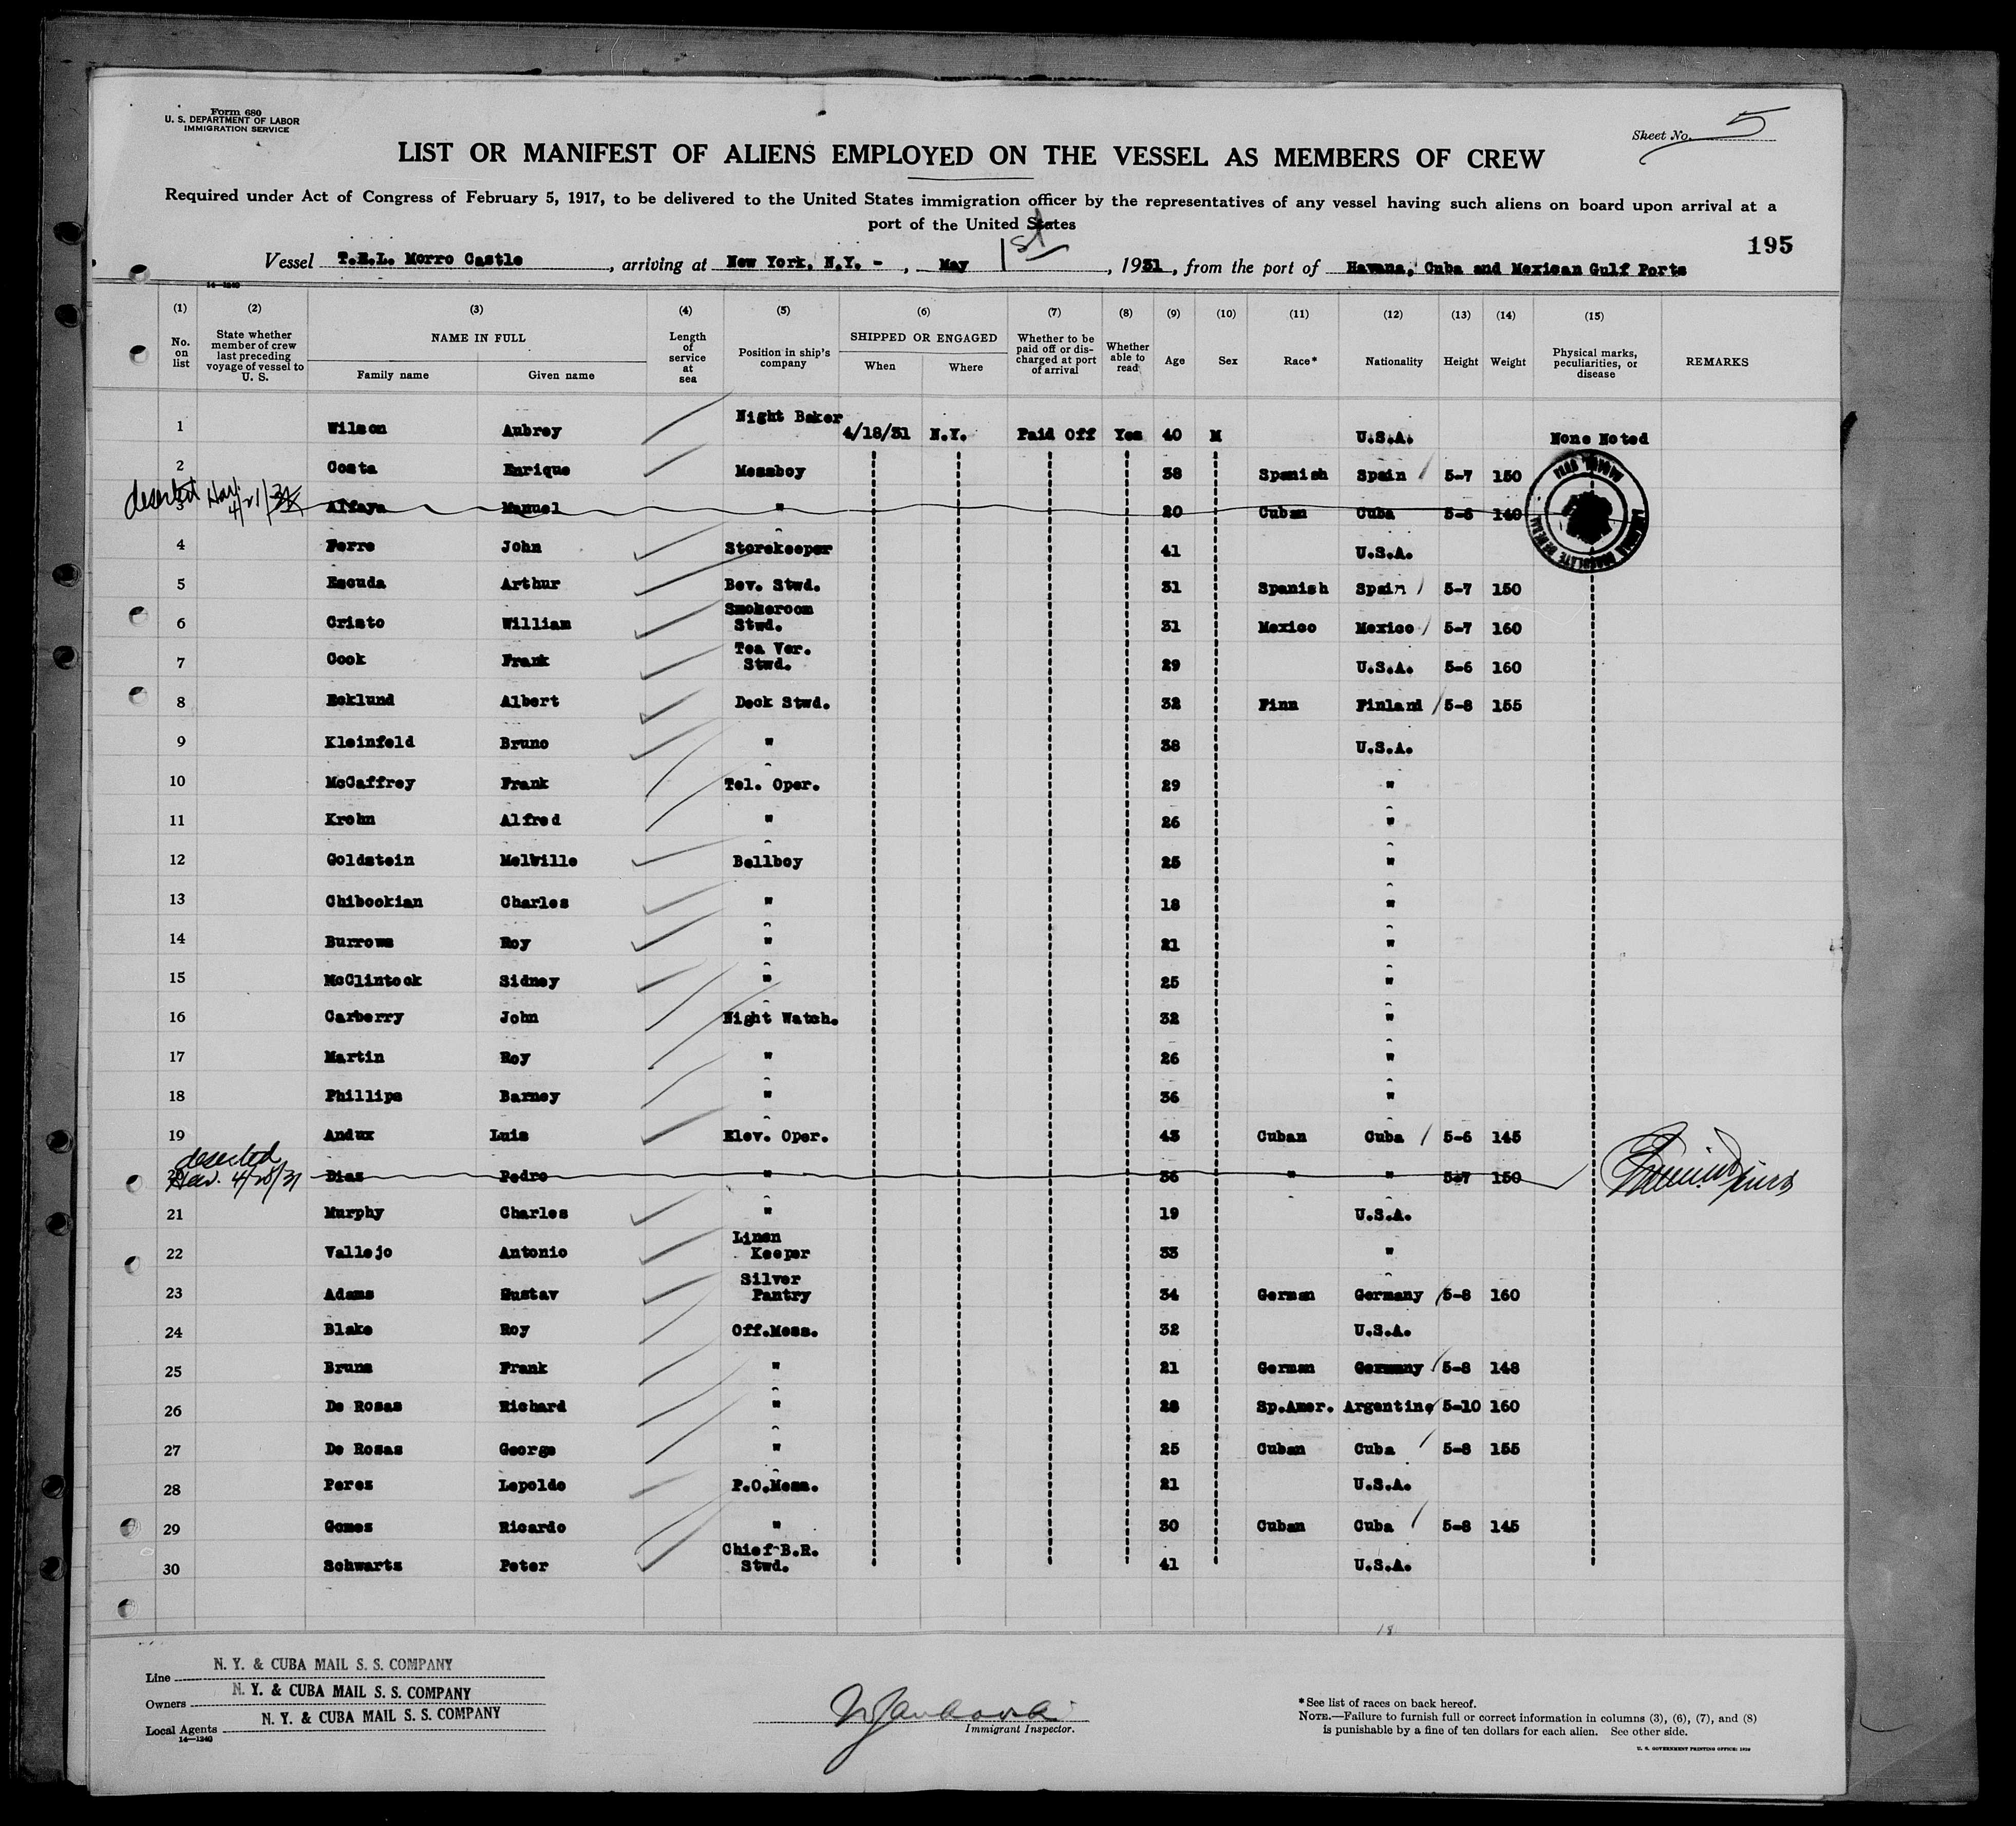 Form 680
U. S. DEPARTMENT OF LABOR
IMMIGRATION SERVICE
Sheet No. 5
LIST OR MANIFEST OF ALIENS EMPLOYED ON THE VESSEL AS MEMBERS OF CREW
Required under Act of Congress of February 5, 1917, to be delivered to the United States immigration officer by the representatives of any vessel having such aliens on board upon arrival at a
port of the United States
195
Vessel T.E.L. Morro Castle, arriving at New York, N.Y. -, May 1st, 1931, from the port of Havana, Cuba and Mexican Gulf Ports
14-1240
(1) (2) (3) (4) (5) (6) (7) (8) (9) (10) (11) (12) (13) (14) (15)
No. on list State whether member of crew last preceding voyage of vessel to U. S. NAME IN FULL Family name Given name Length of service at sea Position in ship's company SHIPPED OR ENGAGED When Where Whether to be paid off or discharged at port of arrival Whether able to read Age Sex Race* Nationality Height Weight Physical marks, peculiarities, or disease REMARKS
1 Wilson Aubrey Night Baker 4/18/31 N.Y. Paid Off Yes 40 M U.S.A. None Noted
2 Costa Enrique Messboy 38 Spanish Spain 5-7 150
deserted Hav. 4/21/31 3 Alfaya Manuel " 20 Cuban Cuba 5-6 140
4 Ferro John Storekeeper 41 U.S.A.
5 Escuda Arthur Bev. Stwd. 31 Spanish Spain 5-7 150
6 Cristo William Smokeroom Stwd. 31 Mexico Mexico 5-7 160
7 Cook Frank Tea Ver. Stwd. 29 U.S.A. 5-6 160
8 Ecklund Albert Deck Stwd. 32 Finn Finland 5-8 155
9 Kleinfeld Bruno " 38 U.S.A.
10 McCaffrey Frank Tel. Oper. 29 "
11 Krohn Alfred " 26 "
12 Goldstein Melville Bellboy 25 "
13 Chibookian Charles " 18 "
14 Burrows Roy " 21 "
15 McClintock Sidney " 25 "
16 Carberry John Night Watch. 32 "
17 Martin Roy " 26 "
18 Phillips Barney " 36 "
19 Andux Luis Elev. Oper. 43 Cuban Cuba 5-6 145
deserted Hav. 4/28/31 20 Dias Pedro " 36 " " 5-7 150
21 Murphy Charles " 19 U.S.A.
22 Vallejo Antonio Linen Keeper 33 "
23 Adams Gustav Silver Pantry 34 German Germany 5-8 160
24 Blake Roy Off.Mess. 32 U.S.A.
25 Bruns Frank " 21 German Germany 5-8 148
26 De Rosas Richard " 28 Sp.Amer. Argentine 5-10 160
27 De Rosas George " 25 Cuban Cuba 5-8 155
28 Perez Lepoldo P.O.Mess. 21 U.S.A.
29 Gomez Ricardo " 30 Cuban Cuba 5-8 145
30 Schwartz Peter Chief B.R. Stwd. 41 U.S.A.
18
Line N. Y. & CUBA MAIL S. S. COMPANY
Owners N. Y. & CUBA MAIL S. S. COMPANY
Local Agents N. Y. & CUBA MAIL S. S. COMPANY
14-1240
Immigrant Inspector.
*See list of races on back hereof.
NOTE.—Failure to furnish full or correct information in columns (3), (6), (7), and (8)
is punishable by a fine of ten dollars for each alien. See other side.
U. S. GOVERNMENT PRINTING OFFICE: